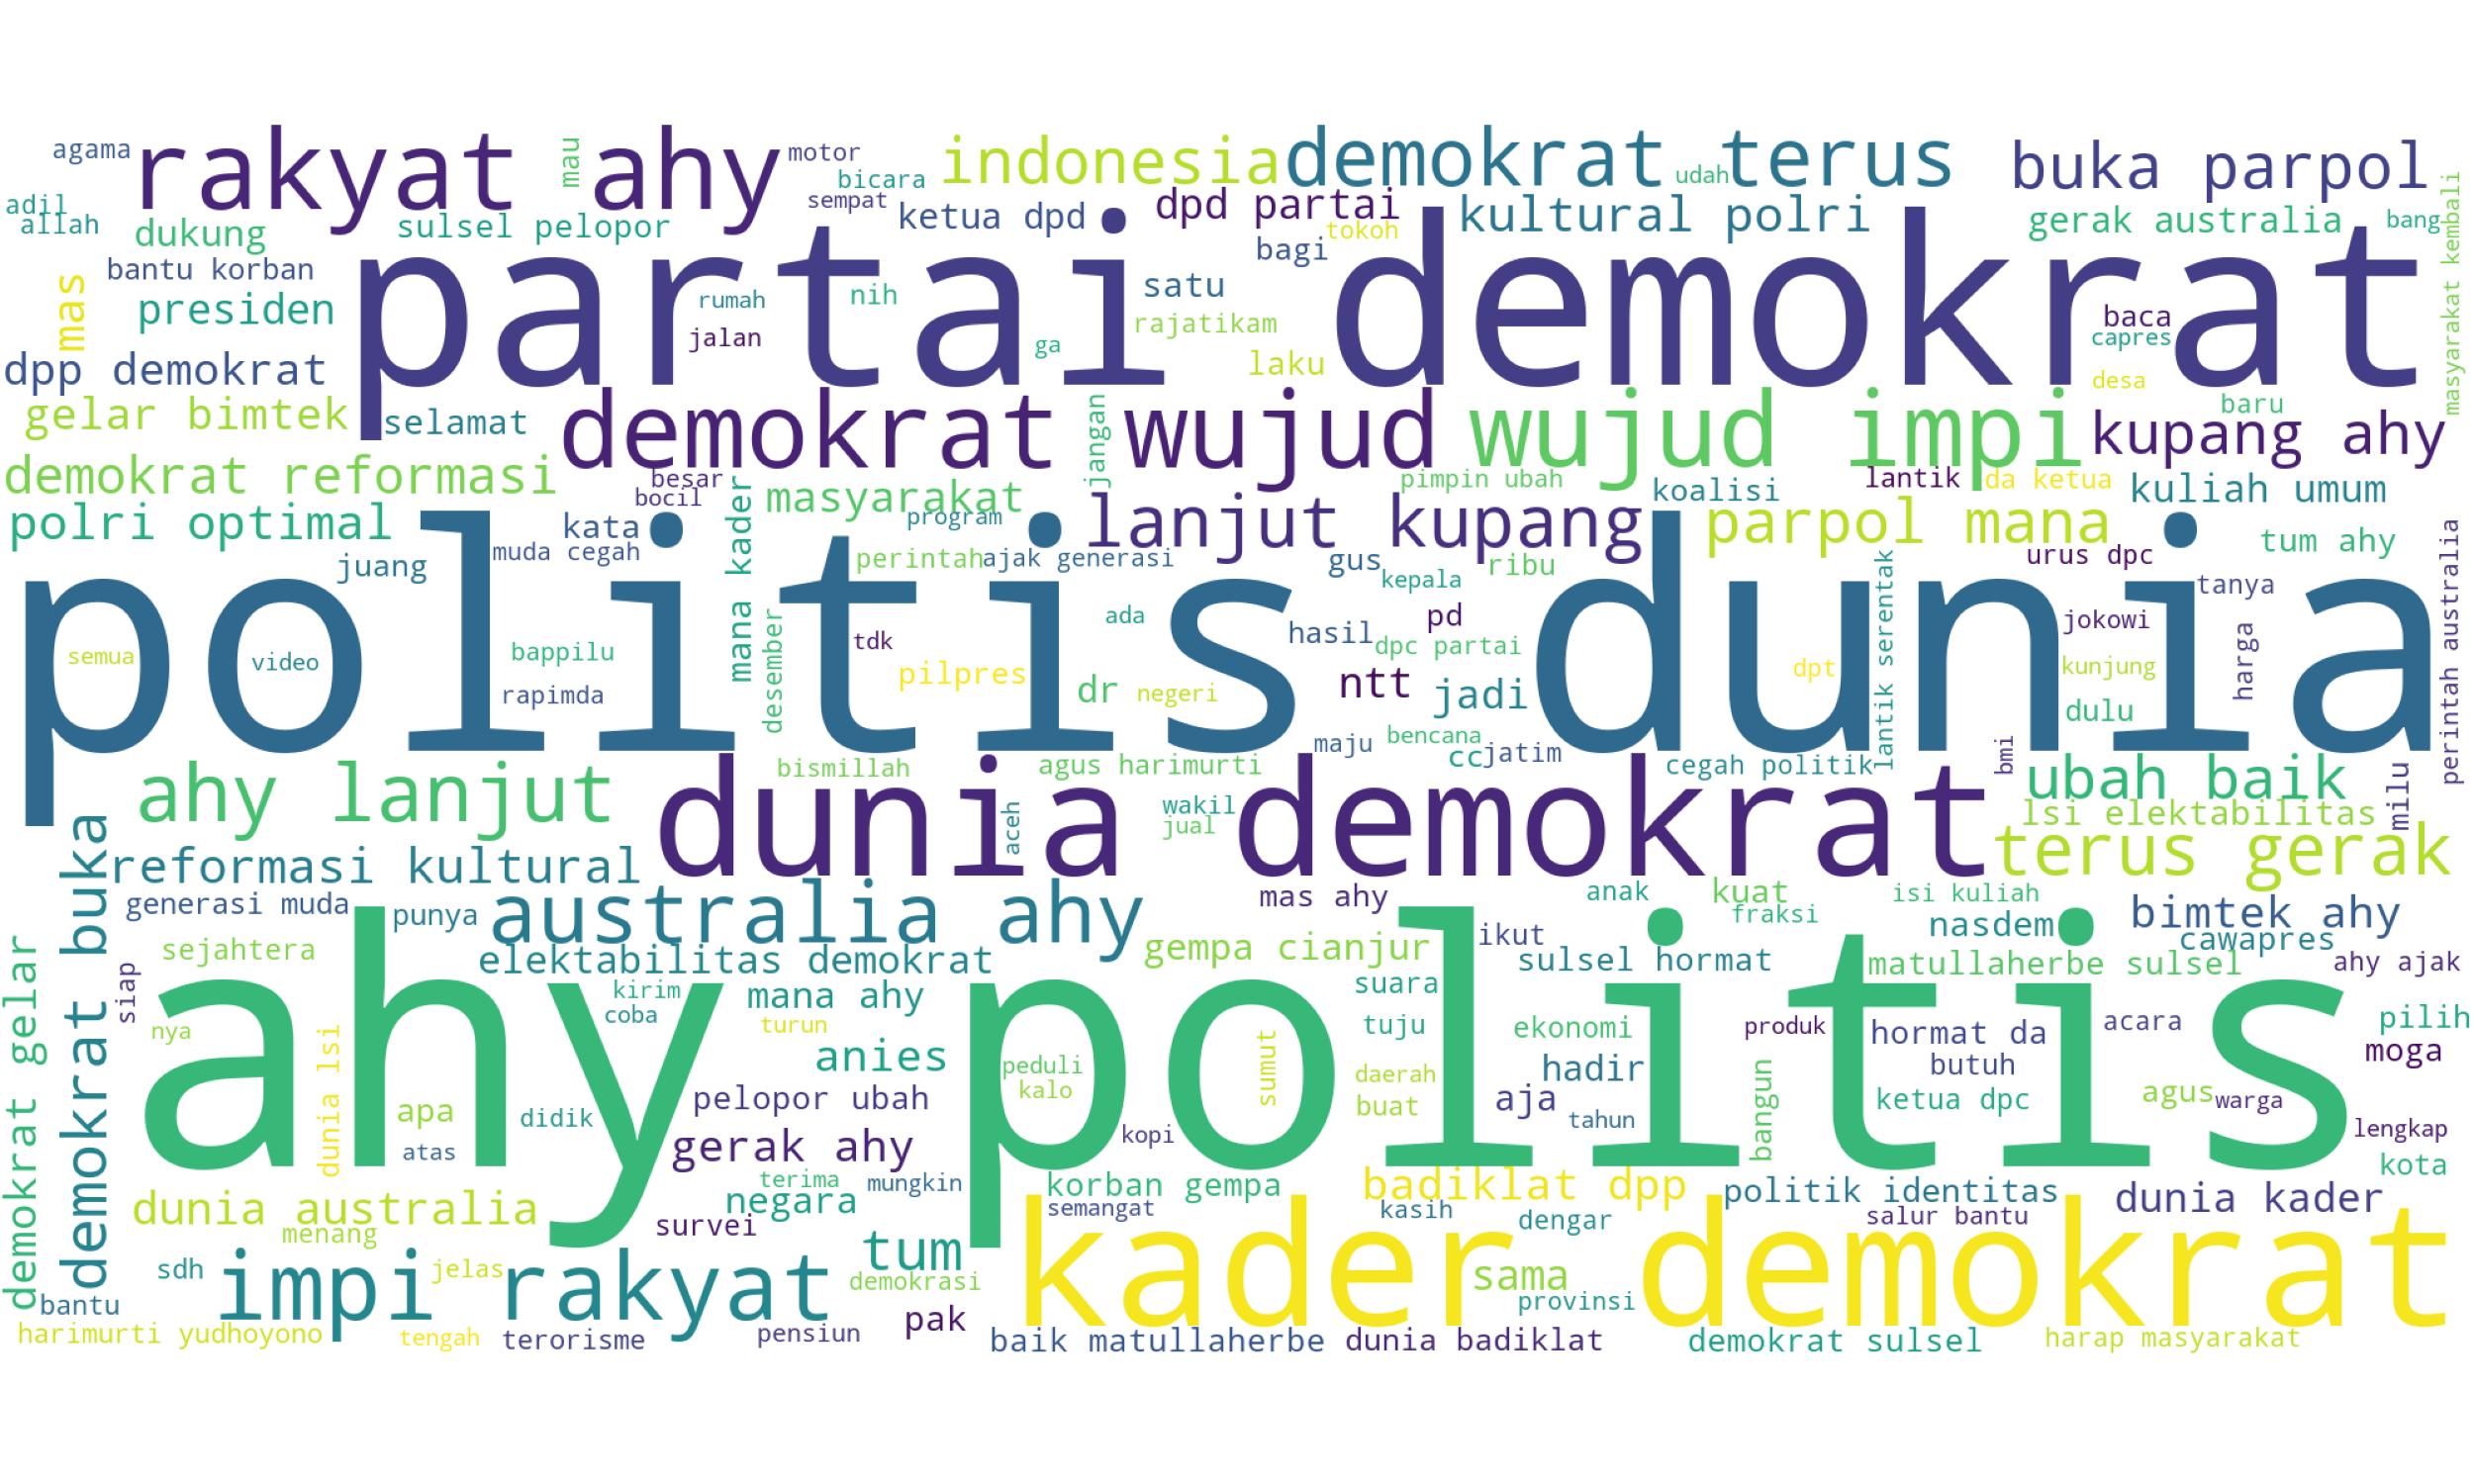 agama
rakyat ahy
mau
motor
bicara
sempat
indonesia
demokrat terus
udah
buka parpol
adil
allah
dukung
sulsel pelopor
ketua dpd
dpd partai
tokoh
kultural polri
gerak australia
bang
masyarakat kembali
bantu korban
bagi
mas
presiden
partai demokrat
rumah
nih
satu
jalan
ga
rajatikam
laku
baca
capres
desa
dpp demokrat
gelar bimtek
selamat
demokrat wujud
jangan
wujud impi
baru
kupang ahy
demokrat reformasi
besar
bocil
masyarakat
pimpin ubah
koalisi
lantik
da ketua
kuliah umum
polri optimal
kata
mana kader
program
lanjut kupang
parpol mana
tum ahy
juang
muda cegah
perintah
ajak generasi
gus
kepala
ribu
lantik serentak
urus dpc
tanya
perintah australia
politis dunia
semua
video
bappilu
rapimda
desember
tdk
pilpres
ada
dr
negeri
hasil
pd
dpc partai
ntt
jadi
dpt
jokowi
kunjung
dulu
harga
maju
bencana
cc
jatim
ahy lanjut
bismillah
agus harimurti
cegah politik
bmi
ubah baik
lsi elektabilitas
milu
demokrat buka
reformasi kultural
dunia demokrat
aceh
wakil
jual
terus gerak
generasi muda
punya
australia ahy
mas ahy
anak
kuat
fraksi
isi kuliah
nasdem
bimtek ahy
cawapres
demokrat gelar
siap
sejahtera
elektabilitas demokrat
gempa cianjur
ikut
sulsel hormat
matullaherbe sulsel
ahy ajak
ahy politis
nya
dunia lsi
kirim
coba
mana ahy
turun
suara
tuju
ekonomi
produk
hormat da
acara
pilih
moga
anies
peduli
kalo
sumut
daerah
buat
hadir
aja
tahun
bangun
butuh
ketua dpc
agus
warga
lengkap
kota
apa
atas
didik
pelopor ubah
kopi
gerak ahy
terima
negara
mungkin
korban gempa
semangat
badiklat dpp
kasih
politik identitas
dunia kader
dunia australia
menang
survei
dengar
salur bantu
sdh
impi rakyat
jelas
tum
demokrasi
kader demokrat
sama
provinsi
bantu
pak
harimurti yudhoyono
tengah
terorisme
pensiun
baik matullaherbe
dunia badiklat
demokrat sulsel
harap masyarakat